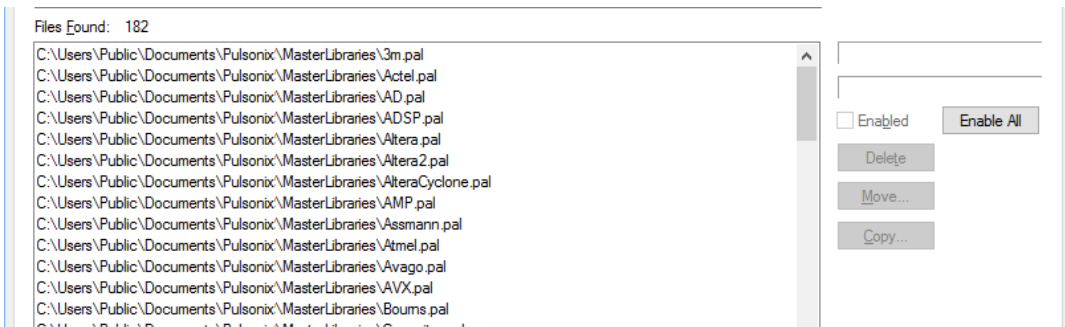 Files Found: 182
C:\Users\Public\Documents\Pulsonix\MasterLibraries\3m.pal
C:\Users\Public\Documents\Pulsonix\MasterLibraries\Actel.pal
C:\Users\Public\Documents\Pulsonix\MasterLibraries\AD.pal
C:\Users\Public\Documents\Pulsonix\MasterLibraries\ADSP.pal
C:\Users\Public\Documents\Pulsonix\MasterLibraries\Altera.pal
C:\Users\Public\Documents\Pulsonix\MasterLibraries\Altera2.pal
C:\Users\Public\Documents\Pulsonix\MasterLibraries\AlteraCyclone.pal
C:\Users\Public\Documents\Pulsonix\MasterLibraries\AMP.pal
C:\Users\Public\Documents\Pulsonix\MasterLibraries\Assmann.pal
C:\Users\Public\Documents\Pulsonix\MasterLibraries\Atmel.pal
C:\Users\Public\Documents\Pulsonix\MasterLibraries\Avago.pal
C:\Users\Public\Documents\Pulsonix\MasterLibraries\AVX.pal
C:\Users\Public\Documents\Pulsonix\MasterLibraries\Bourns.pal
Enabled
Enable All
Delete
Move...
Copy...